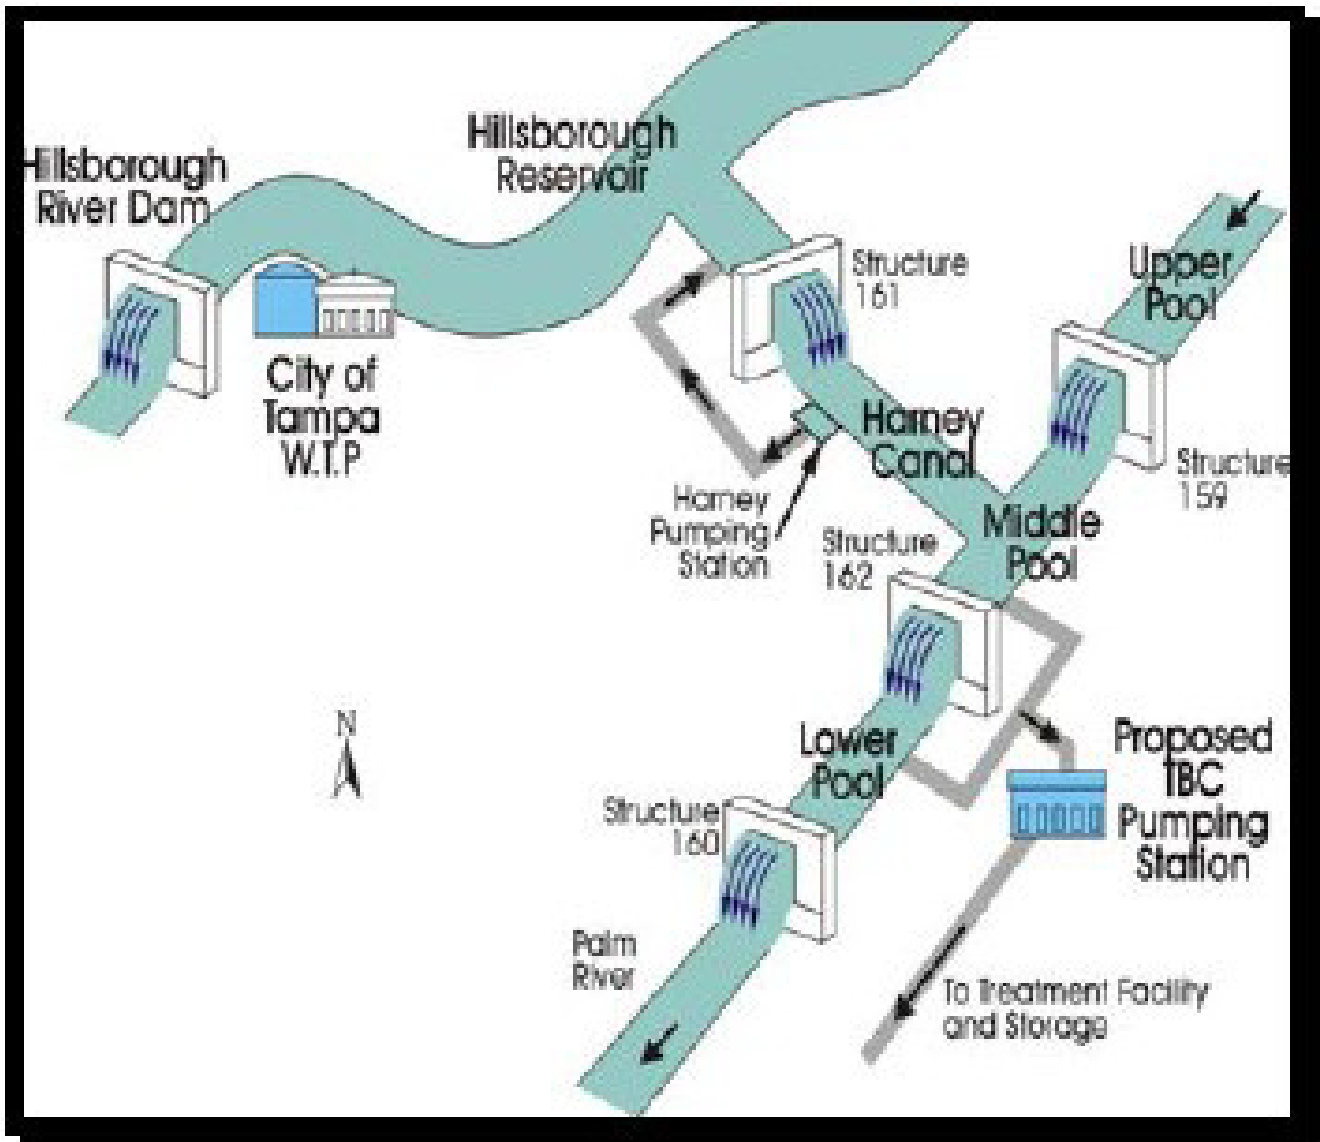 Hillsborough
River Dam
Hillsborough
Reservoir
Structure
161
Upper
Pool
City of
Tampa
W.T.P
Harney
Canal
Structure
159
Harney
Pumping
Station
Structure
162
Middle
Pool
N
Lower
Pool
Proposed
TBC
Pumping
Station
Structure
160
Palm
River
To Treatment Facility
and Storage